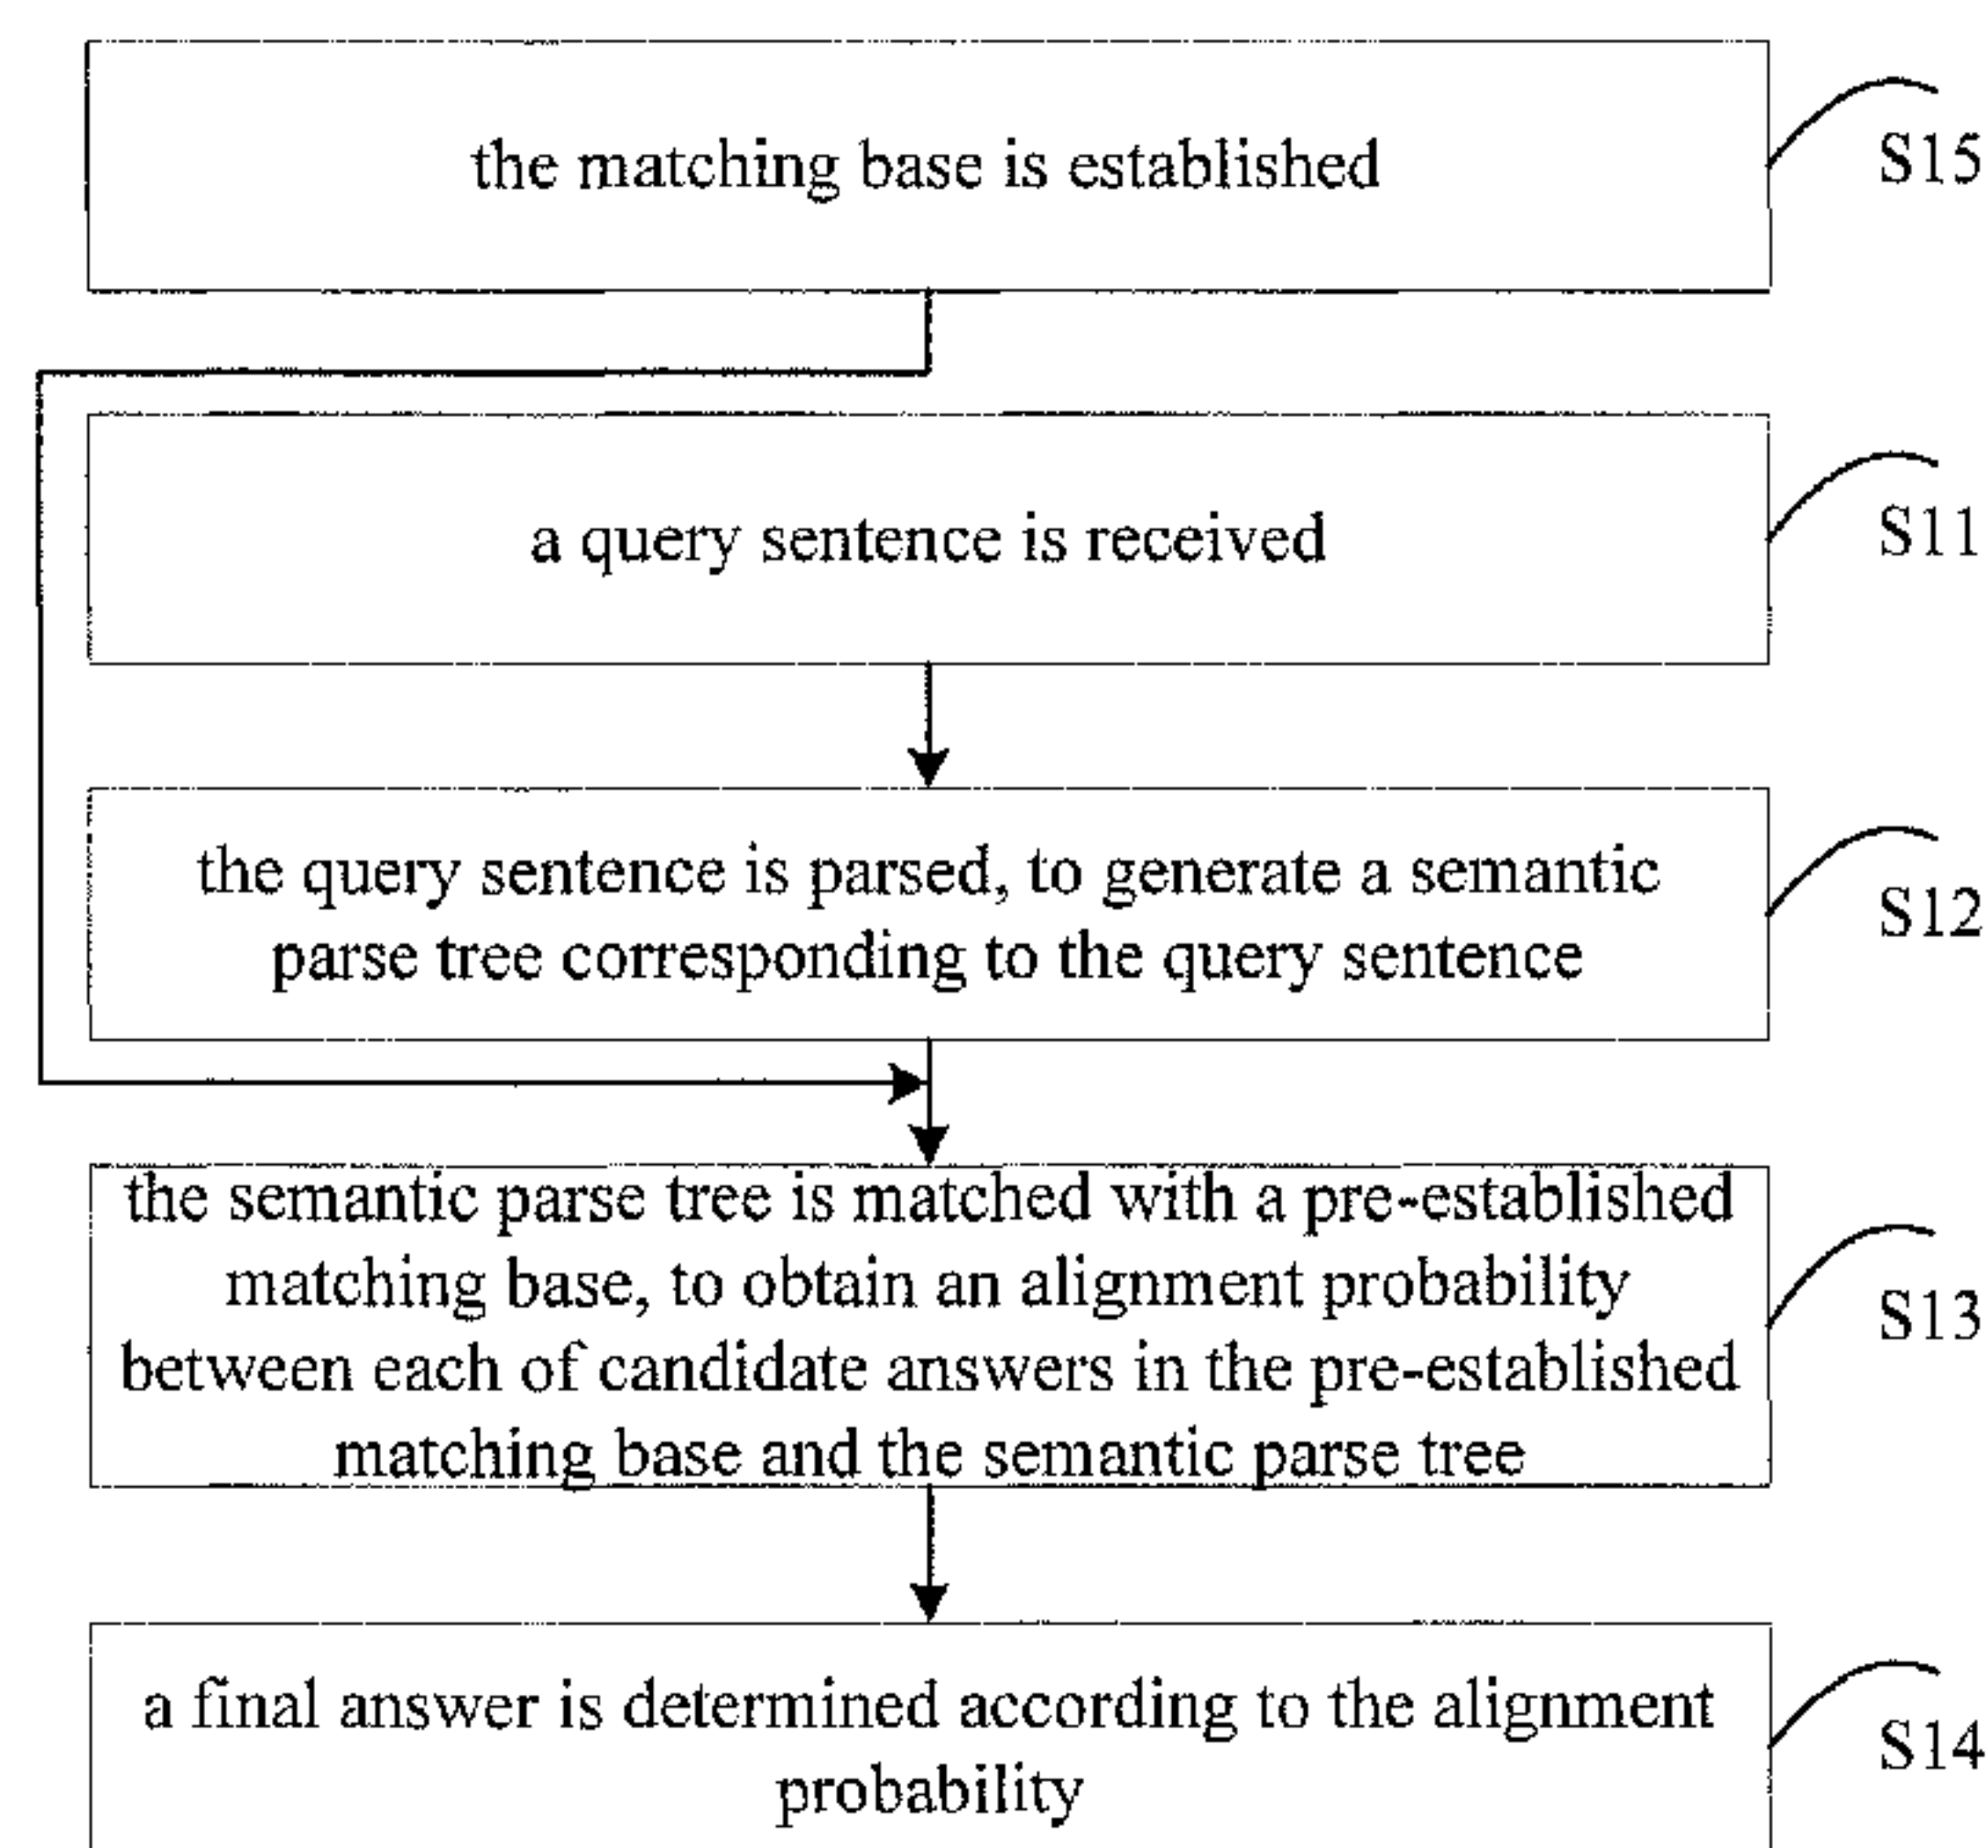 the matching base is established
S15
a query sentence is received
S11
the query sentence is parsed, to generate a semantic
parse tree corresponding to the query sentence
S12
the semantic parse tree is matched with a pre-established
matching base, to obtain an alignment probability
between each of candidate answers in the pre-established
matching base and the semantic parse tree
S13
a final answer is determined according to the alignment
probability
S14